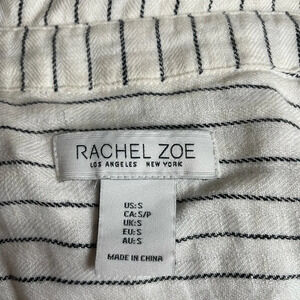 RACHEL ZOE
LOS ANGELES NEW YORK
US:S
CA:S/P
UK:S
EU:S
AU:S
MADE IN CHINA